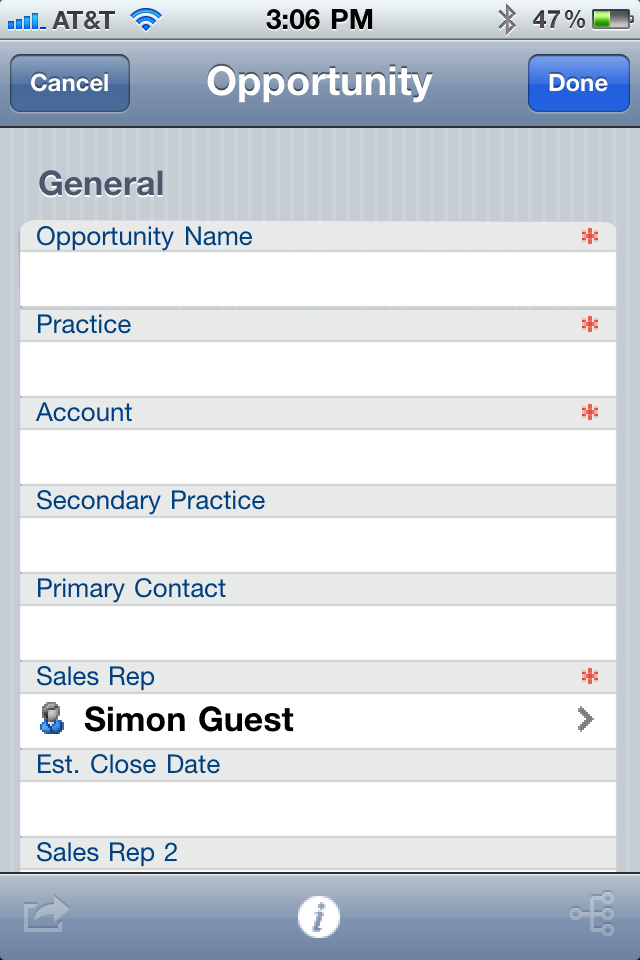 AT&T 3:06 PM 47%
Cancel Opportunity Done
General
Opportunity Name *
Practice *
Account *
Secondary Practice
Primary Contact
Sales Rep *
Simon Guest
Est. Close Date
Sales Rep 2
i